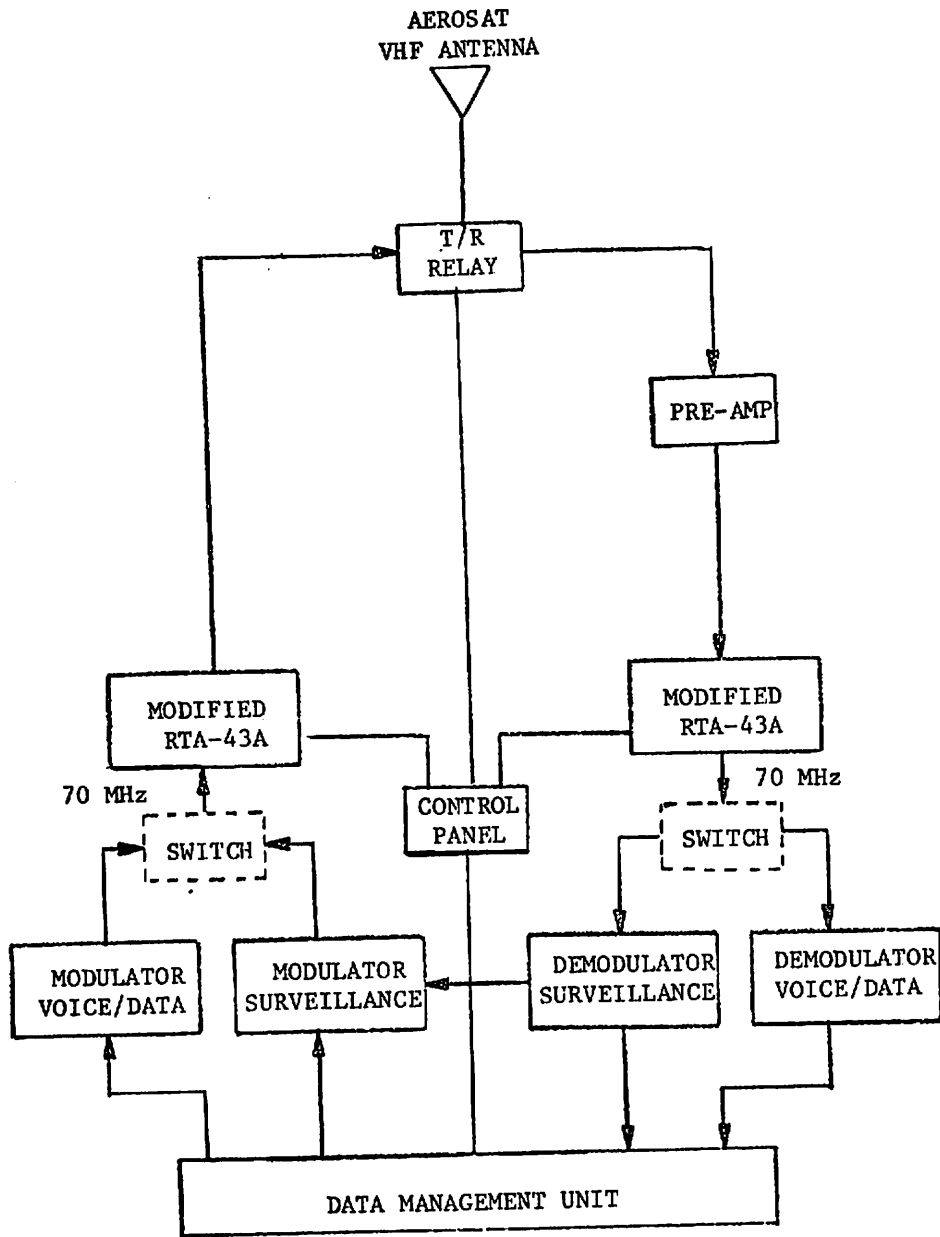 AEROSAT
VHF ANTENNA
T/R
RELAY
PRE-AMP
MODIFIED
RTA-43A
MODIFIED
RTA-43A
70 MHz
70 MHz
CONTROL
PANEL
SWITCH
SWITCH
MODULATOR
VOICE/DATA
MODULATOR
SURVEILLANCE
DEMODULATOR
SURVEILLANCE
DEMODULATOR
VOICE/DATA
DATA MANAGEMENT UNIT